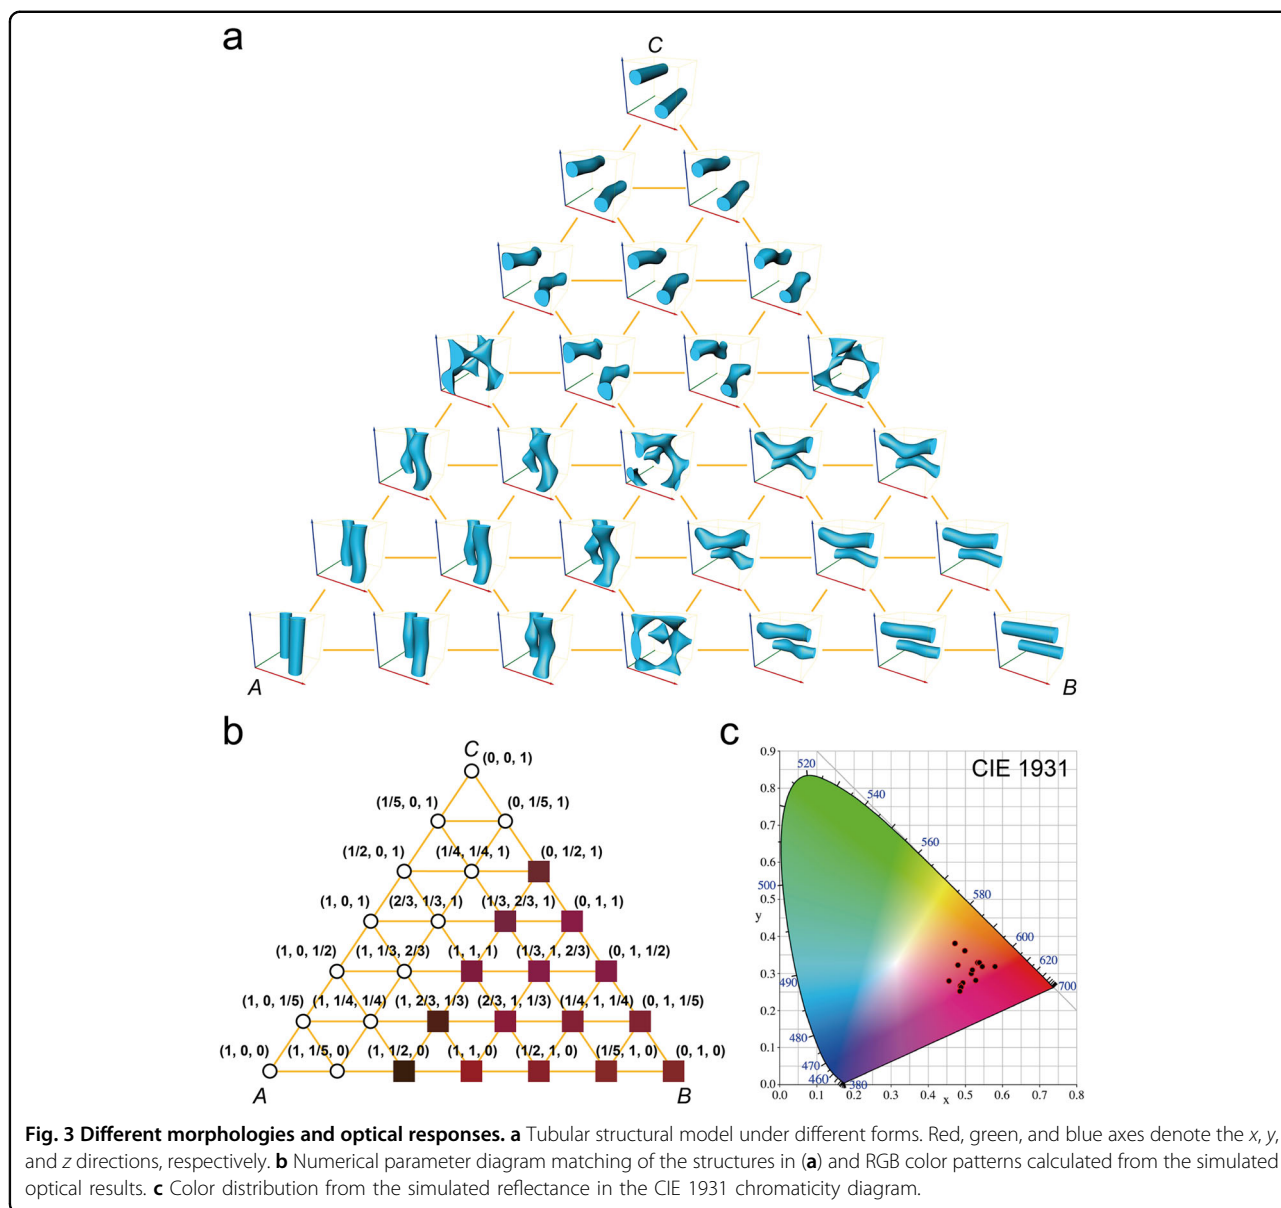 a
C
A
B
b
C
(0, 0, 1)
(1/5, 0, 1) (0, 1/5, 1)
(1/2, 0, 1) (1/4, 1/4, 1) (0, 1/2, 1)
(1, 0, 1) (2/3, 1/3, 1) (1/3, 2/3, 1) (0, 1, 1)
(1, 0, 1/2) (1, 1/3, 2/3) (1, 1, 1) (1/3, 1, 2/3) (0, 1, 1/2)
(1, 0, 1/5) (1, 1/4, 1/4) (1, 2/3, 1/3) (2/3, 1, 1/3) (1/4, 1, 1/4) (0, 1, 1/5)
(1, 0, 0) (1, 1/5, 0) (1, 1/2, 0) (1, 1, 0) (1/2, 1, 0) (1/5, 1, 0) (0, 1, 0)
A
B
c
CIE 1931
0.9
0.8
0.7
0.6
0.5
y
0.4
0.3
0.2
0.1
0.0
520
540
560
580
600
620
700
500
490
480
470
460
380
0.0 0.1 0.2 0.3 0.4 0.5 0.6 0.7 0.8
x
Fig. 3 Different morphologies and optical responses. a Tubular structural model under different forms. Red, green, and blue axes denote the x, y,
and z directions, respectively. b Numerical parameter diagram matching of the structures in (a) and RGB color patterns calculated from the simulated
optical results. c Color distribution from the simulated reflectance in the CIE 1931 chromaticity diagram.